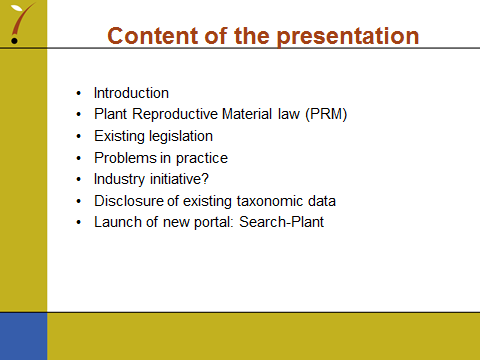 Content of the presentation
• Introduction
• Plant Reproductive Material law (PRM)
• Existing legislation
• Problems in practice
• Industry initiative?
• Disclosure of existing taxonomic data
• Launch of new portal: Search-Plant